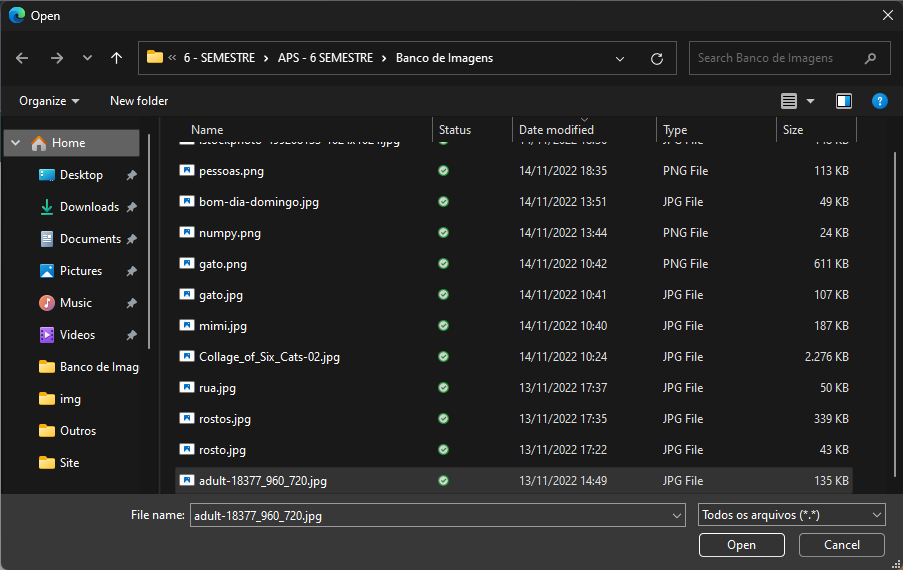 Open
« 6 - SEMESTRE › APS - 6 SEMESTRE › Banco de Imagens
Search Banco de Imagens
Organize New folder
?
Name Status Date modified Type Size
Home
Desktop
Downloads
Documents
Pictures
Music
Videos
Banco de Imag
img
Outros
Site
pessoas.png 14/11/2022 18:35 PNG File 113 KB
bom-dia-domingo.jpg 14/11/2022 13:51 JPG File 49 KB
numpy.png 14/11/2022 13:44 PNG File 24 KB
gato.png 14/11/2022 10:42 PNG File 611 KB
gato.jpg 14/11/2022 10:41 JPG File 107 KB
mimi.jpg 14/11/2022 10:40 JPG File 187 KB
Collage_of_Six_Cats-02.jpg 14/11/2022 10:24 JPG File 2.276 KB
rua.jpg 13/11/2022 17:37 JPG File 50 KB
rostos.jpg 13/11/2022 17:35 JPG File 339 KB
rosto.jpg 13/11/2022 17:22 JPG File 43 KB
adult-18377_960_720.jpg 13/11/2022 14:49 JPG File 135 KB
File name: adult-18377_960_720.jpg Todos os arquivos (*.*)
Open Cancel